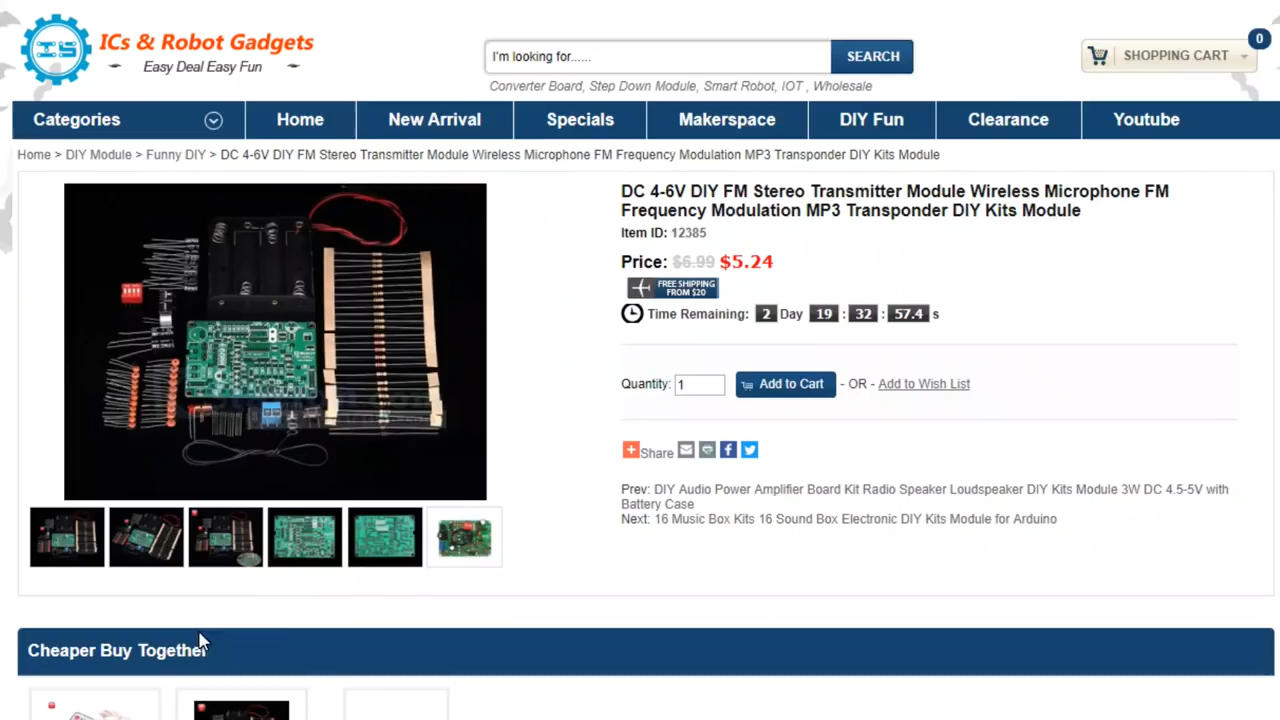 ICs & Robot Gadgets
Easy Deal Easy Fun
I'm looking for......
SEARCH
Converter Board, Step Down Module, Smart Robot, IOT , Wholesale
SHOPPING CART
0
Categories
Home
New Arrival
Specials
Makerspace
DIY Fun
Clearance
Youtube
Home > DIY Module > Funny DIY > DC 4-6V DIY FM Stereo Transmitter Module Wireless Microphone FM Frequency Modulation MP3 Transponder DIY Kits Module
DC 4-6V DIY FM Stereo Transmitter Module Wireless Microphone FM
Frequency Modulation MP3 Transponder DIY Kits Module
Item ID: 12385
Price: $6.99 $5.24
FREE SHIPPING
FROM $20
Time Remaining: 2 Day 19 : 32 : 57.4 s
Quantity: 1 Add to Cart - OR - Add to Wish List
Share
Prev: DIY Audio Power Amplifier Board Kit Radio Speaker Loudspeaker DIY Kits Module 3W DC 4.5-5V with
Battery Case
Next: 16 Music Box Kits 16 Sound Box Electronic DIY Kits Module for Arduino
Cheaper Buy Together